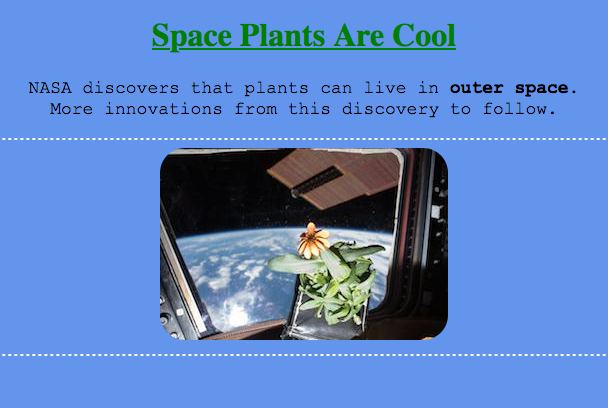 Space Plants Are Cool
NASA discovers that plants can live in outer space.
More innovations from this discovery to follow.